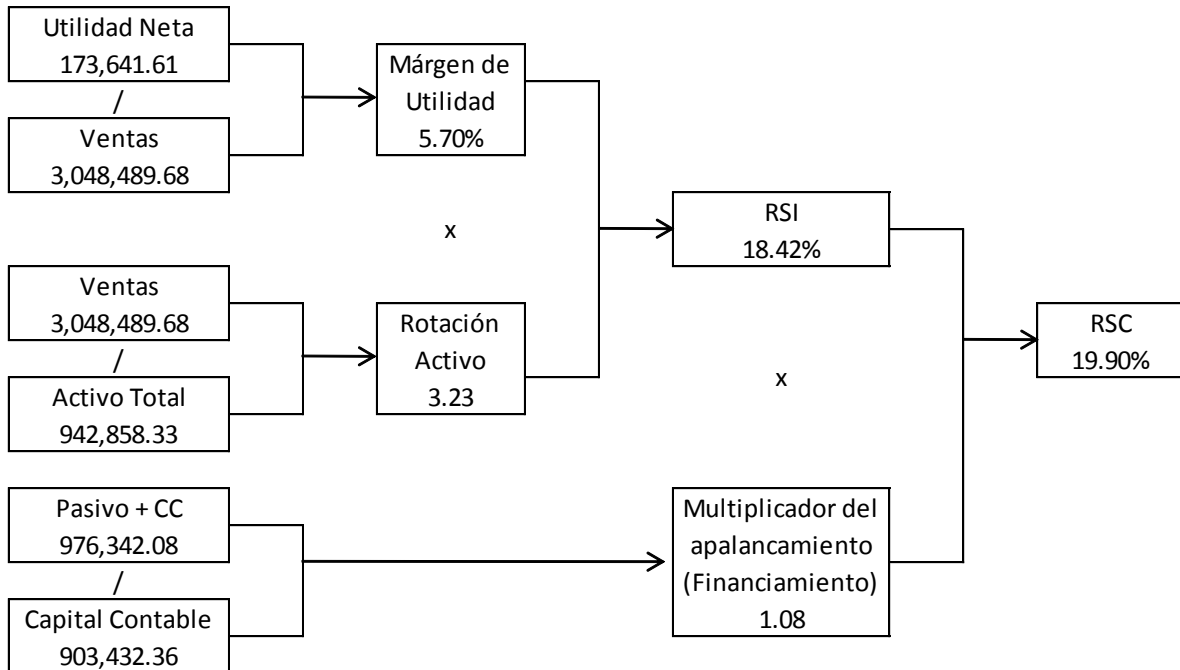 Utilidad Neta
173,641.61
/
Ventas
3,048,489.68
Márgen de
Utilidad
5.70%
x
Ventas
3,048,489.68
/
Activo Total
942,858.33
Rotación
Activo
3.23
RSI
18.42%
x
RSC
19.90%
Pasivo + CC
976,342.08
/
Capital Contable
903,432.36
Multiplicador del
apalancamiento
(Financiamiento)
1.08